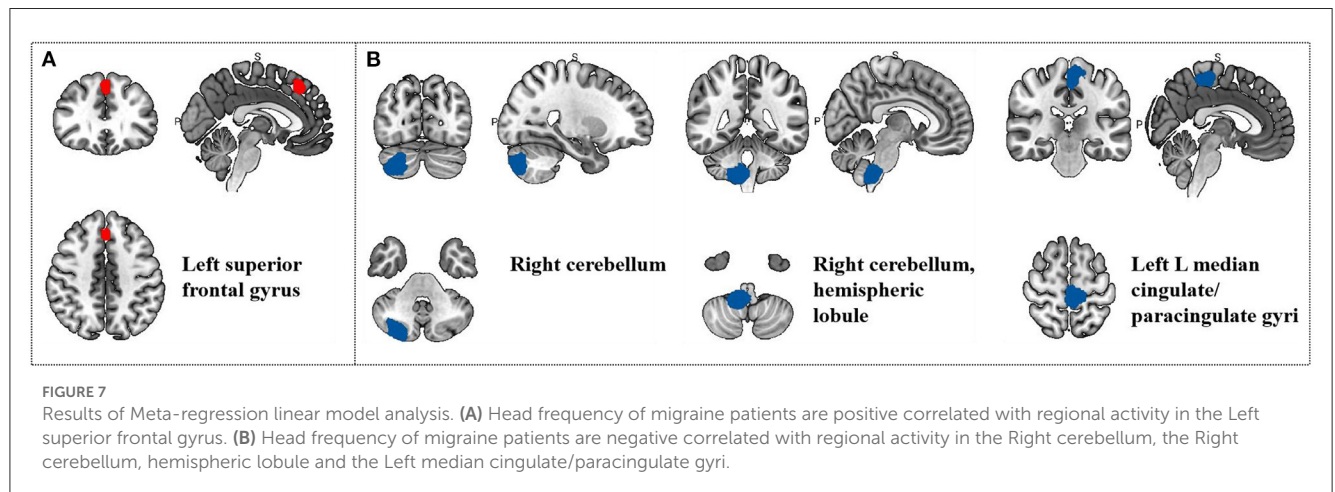 A
B
S
S
S
S
P
P
P
P
Left superior
frontal gyrus
Right cerebellum
Right cerebellum,
hemispheric
lobule
Left L median
cingulate/
paracingulate gyri
FIGURE 7
Results of Meta-regression linear model analysis. (A) Head frequency of migraine patients are positive correlated with regional activity in the Left
superior frontal gyrus. (B) Head frequency of migraine patients are negative correlated with regional activity in the Right cerebellum, the Right
cerebellum, hemispheric lobule and the Left median cingulate/paracingulate gyri.